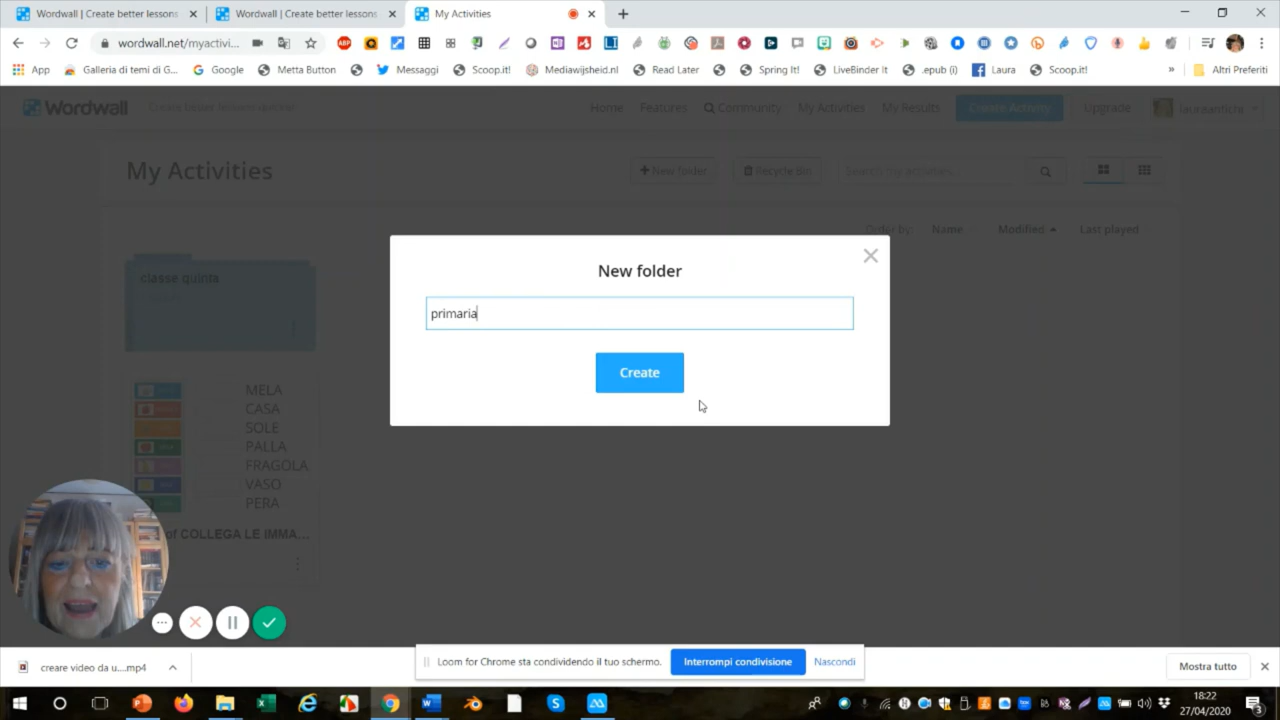 Wordwall | Create better lessons
Wordwall | Create better lessons
My Activities
wordwall.net/myactivi...
App
Galleria di temi di G...
Google
Metta Button
Messaggi
Scoop.it!
Mediawijsheid.nl
Read Later
Spring It!
LiveBinder It
.epub (i)
Laura
Scoop.it!
»
Altri Preferiti
Wordwall
Home
Features
Community
My Activities
My Results
Create Activity
Upgrade
My Activities
+ New folder
Recycle Bin
Search my activities...
Order by:
Name
Modified
Last played
classe quinta
New folder
primaria
Create
MELA
CASA
SOLE
PALLA
FRAGOLA
VASO
PERA
of COLLEGA LE IMMA...
Loom for Chrome sta condividendo il tuo schermo.
Interrompi condivisione
Nascondi
creare video da u....mp4
Mostra tutto
18:22
27/04/2020
3